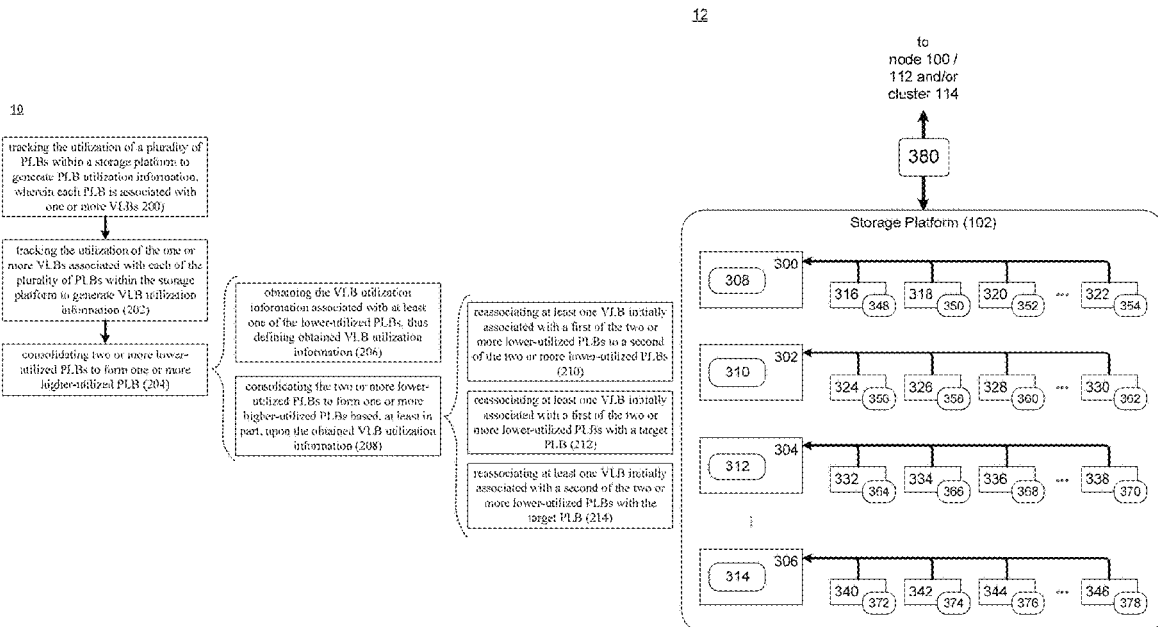 10
tracking the utilization of a plurality of
PLBs within a storage platform to
generate PLB utilization information,
wherein each PLB is associated with
one or more VLBs 200)
tracking the utilization of the one or
more VLBs associated with each of the
plurality of PLBs within the storage
platform to generate VLB utilization
information (202)
consolidating two or more lower-
utilized PLBs to form one or more
higher-utilized PLB (204)
obtaining the VLB utilization
information associated with at least
one of the lower-utilized PLBs, thus
defining obtained VLB utilization
information (206)
consolidating the two or more lower-
utilized PLBs to form one or more
higher-utilized PLBs based, at least in
part, upon the obtained VLB utilization
information (208)
reassociating at least one VLB initially
associated with a first of the two or
more lower-utilized PLBs to a second
of the two or more lower-utilized PLBs
(210)
reassociating at least one VLB initially
associated with a first of the two or
more lower-utilized PLBs with a target
PLB (212)
reassociating at least one VLB initially
associated with a second of the two or
more lower-utilized PLBs with the
target PLB (214)
12
to
node 100 /
112 and/or
cluster 114
380
Storage Platform (102)
308 300 316 348 318 350 320 352 ... 322 354
310 302 324 356 326 358 328 360 ... 330 362
312 304 332 364 334 366 336 368 ... 338 370
314 306 340 372 342 374 344 376 ... 346 378